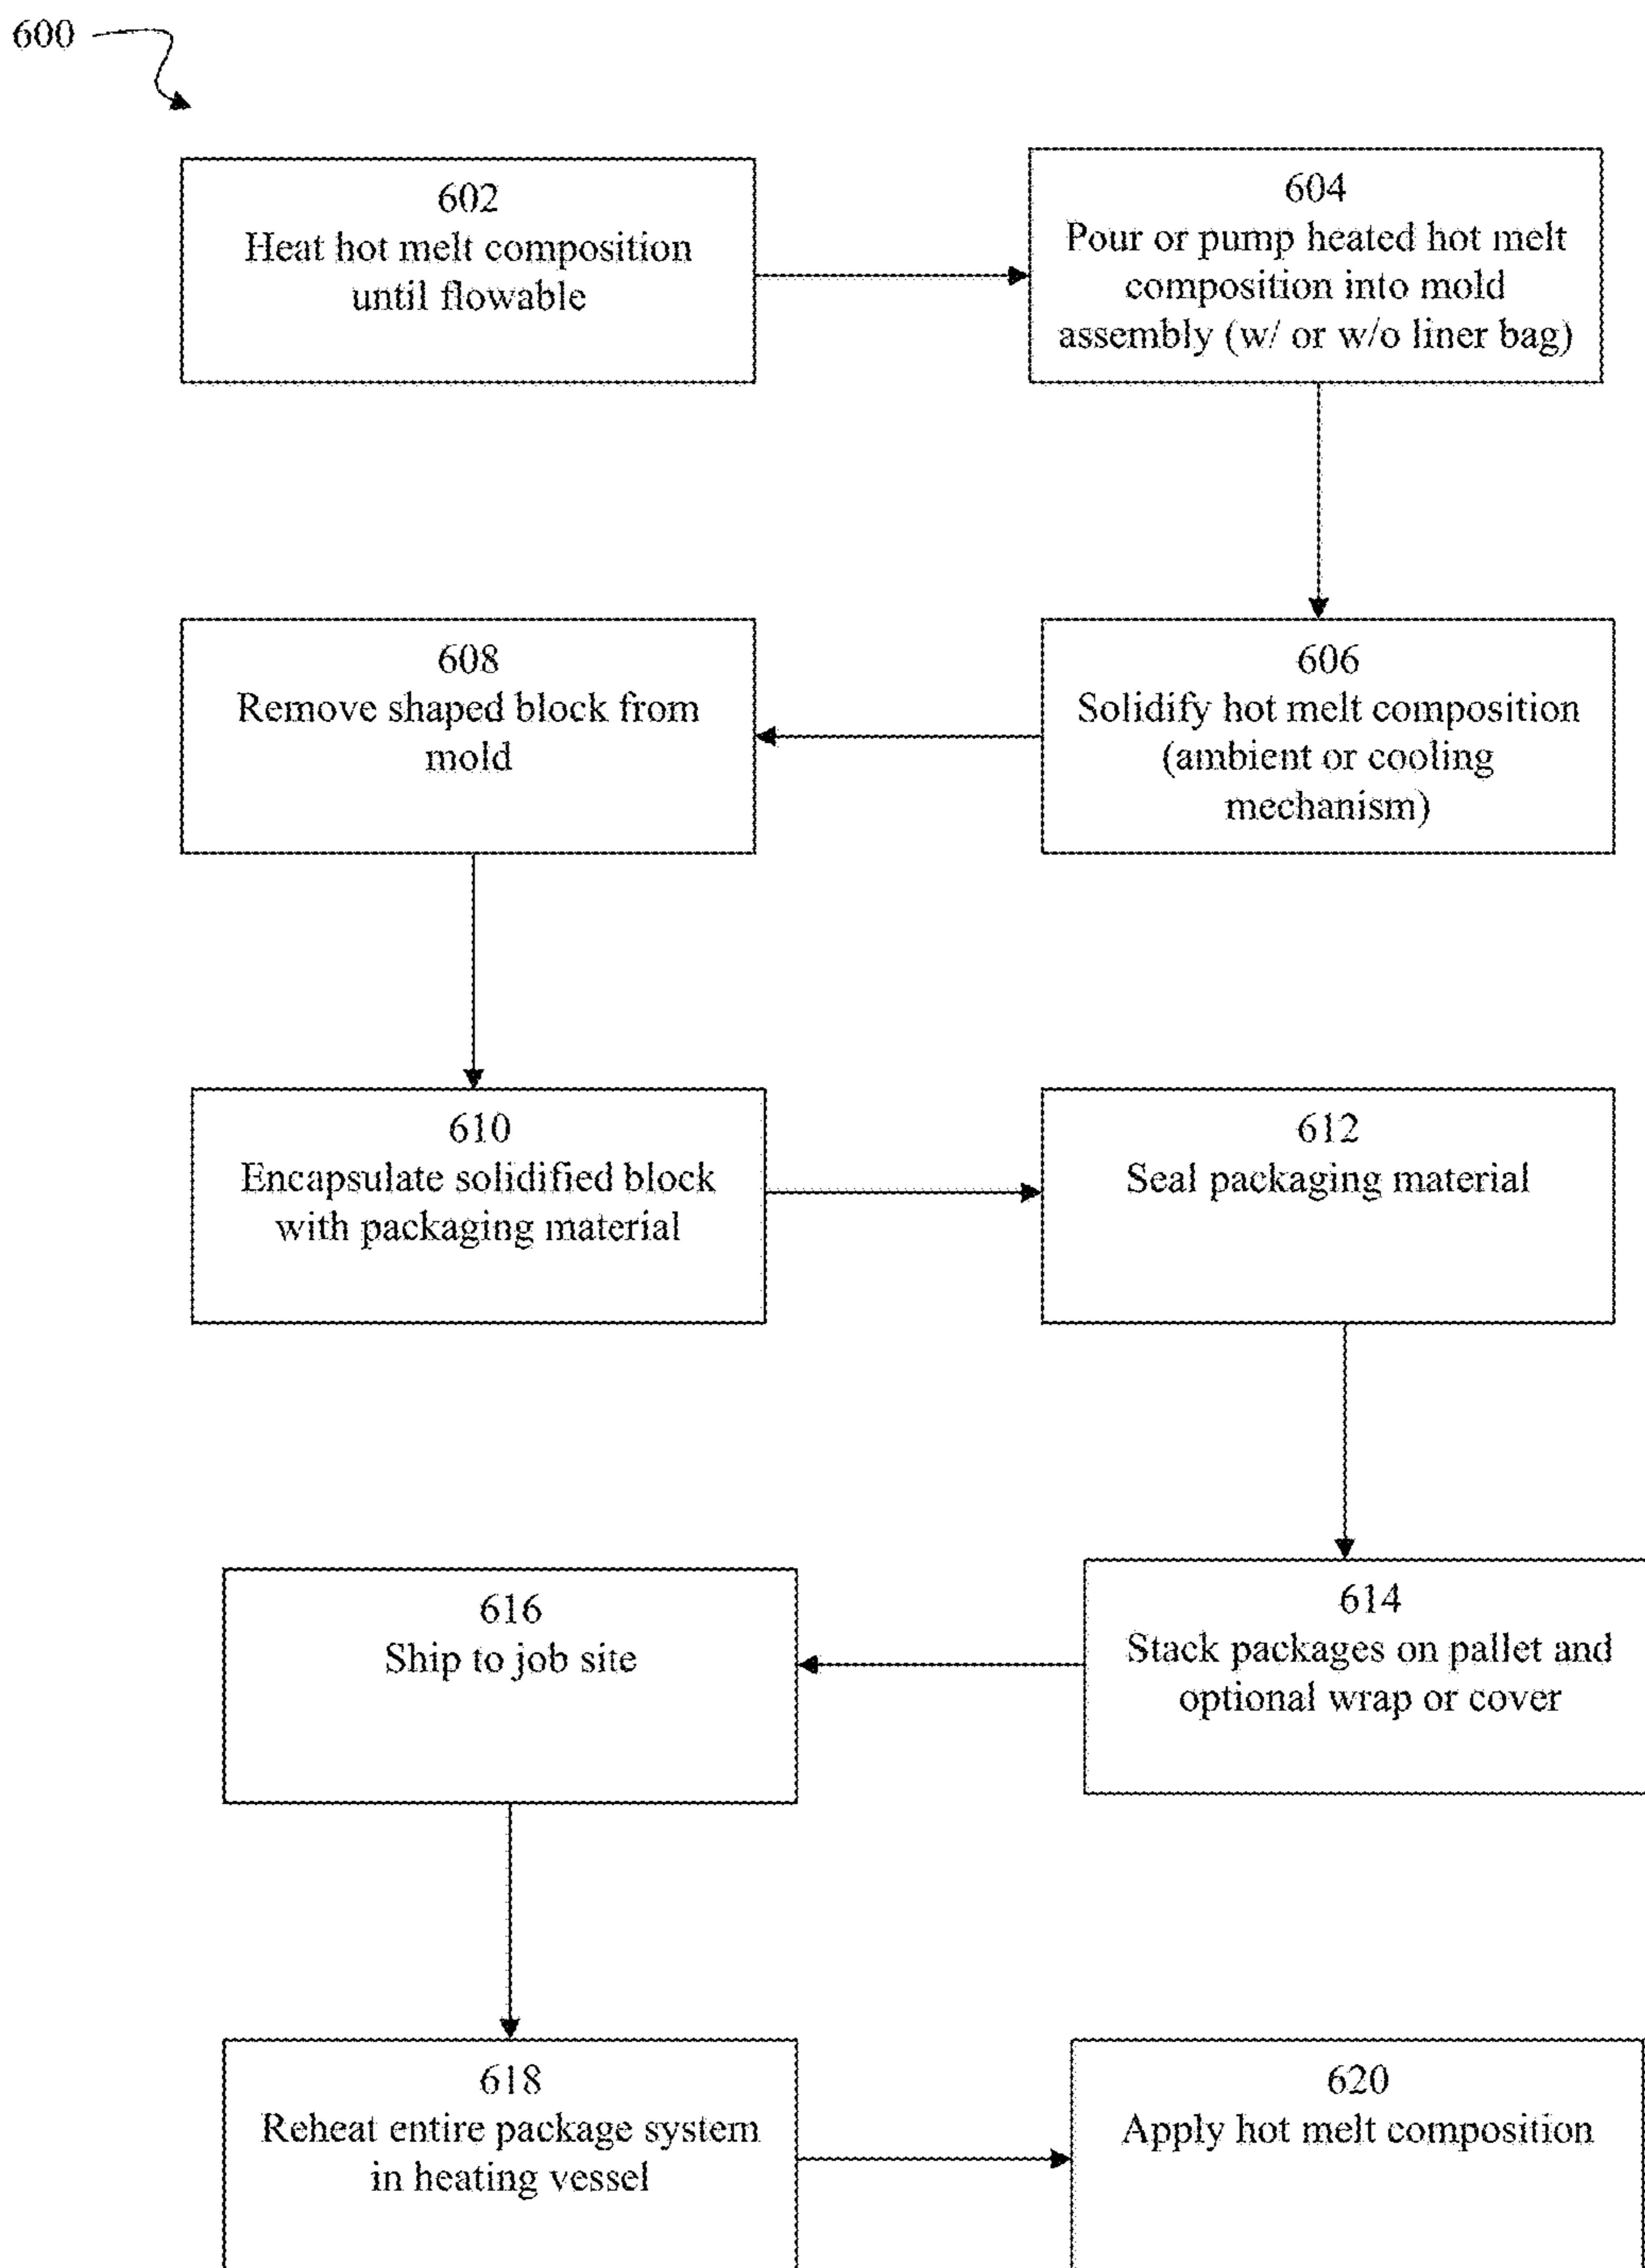 600
602
Heat hot melt composition
until flowable
604
Pour or pump heated hot melt
composition into mold
assembly (w/ or w/o liner bag)
606
Solidify hot melt composition
(ambient or cooling
mechanism)
608
Remove shaped block from
mold
610
Encapsulate solidified block
with packaging material
612
Seal packaging material
614
Stack packages on pallet and
optional wrap or cover
616
Ship to job site
618
Reheat entire package system
in heating vessel
620
Apply hot melt composition